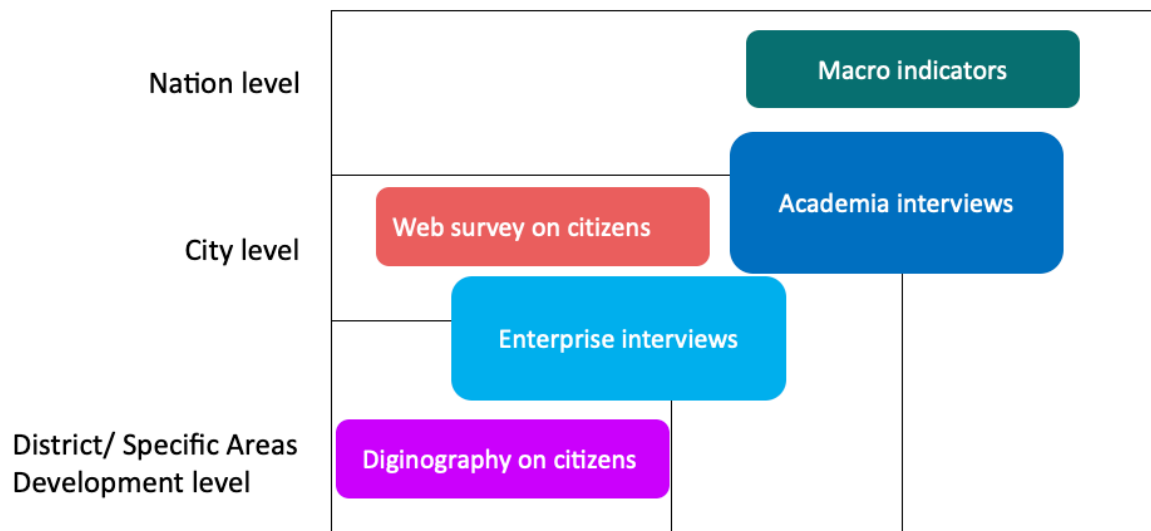 Nation level
Macro indicators
Academia interviews
Web survey on citizens
City level
Enterprise interviews
District/ Specific Areas
Development level
Diginography on citizens